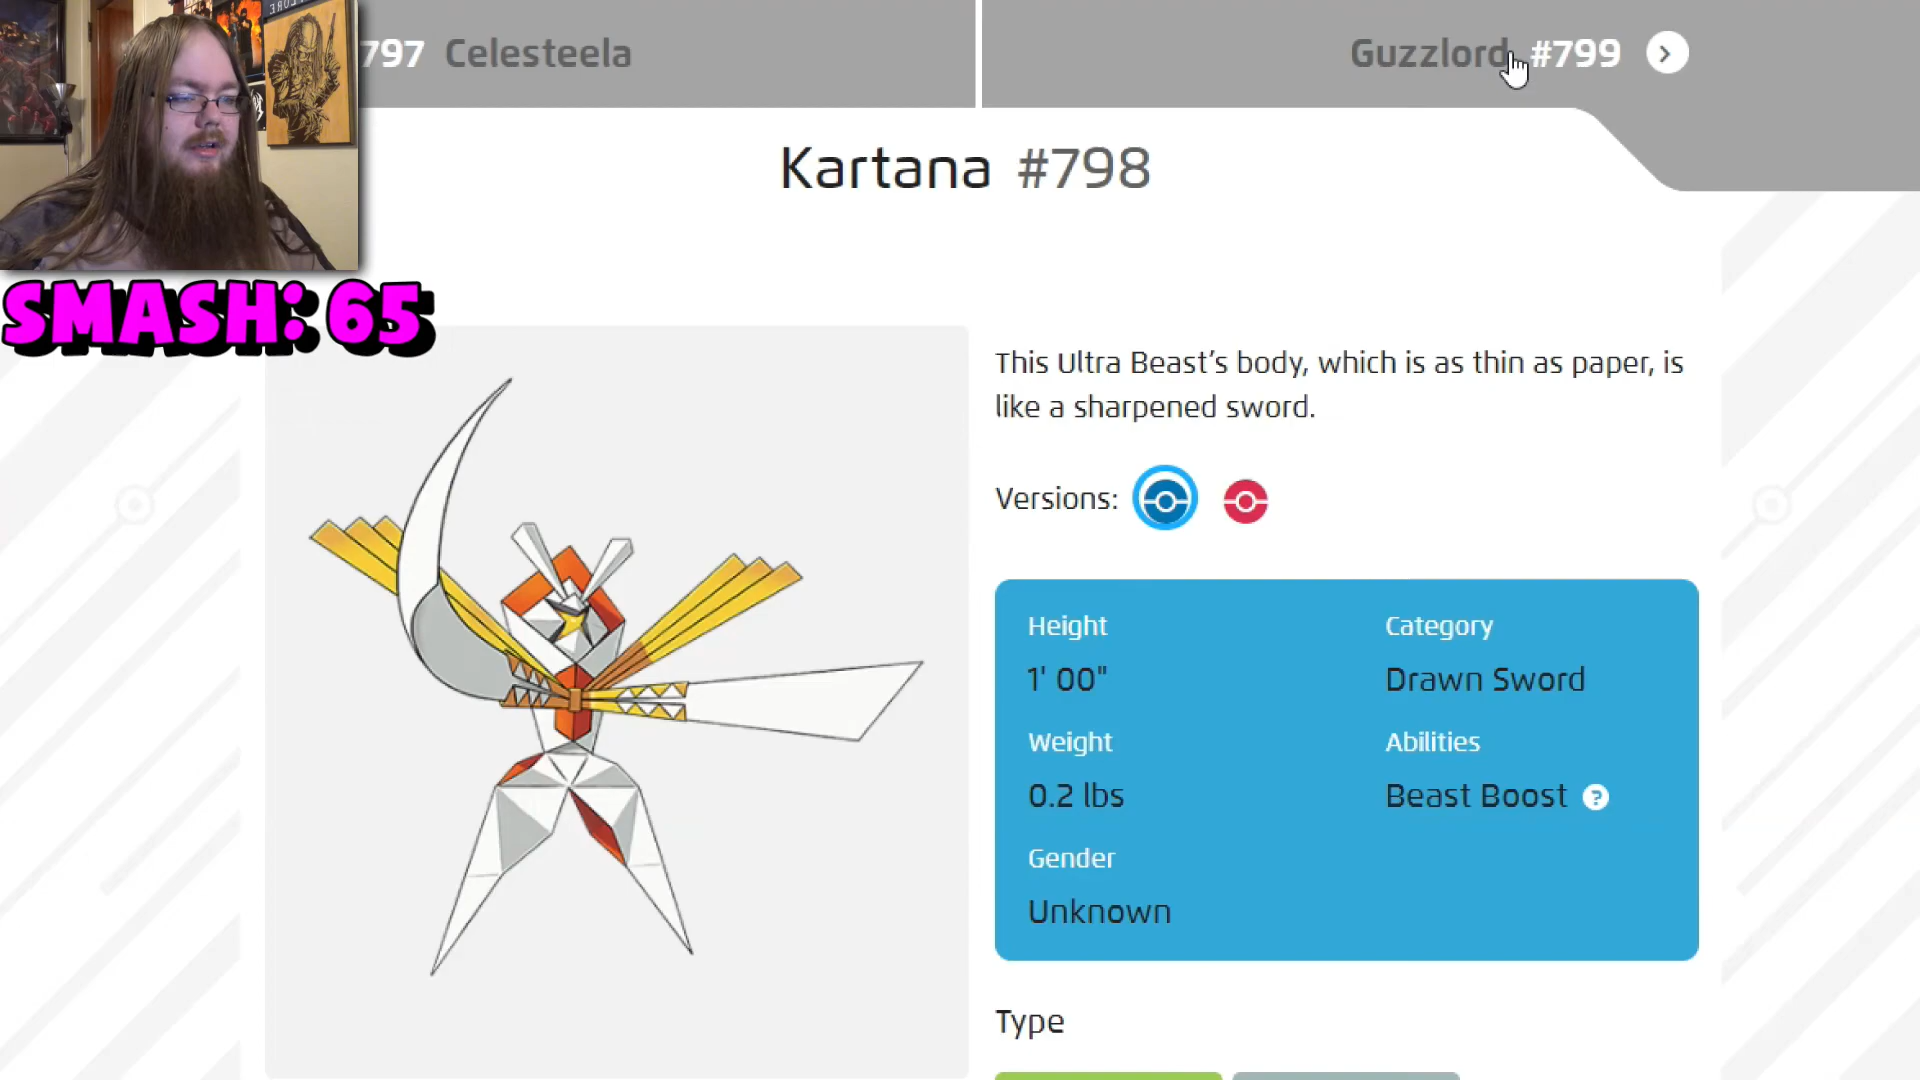 797 Celesteela
Guzzlord #799
Kartana #798
SMASH: 65
This Ultra Beast's body, which is as thin as paper, is
like a sharpened sword.
Versions:
Height
1' 00"
Weight
0.2 lbs
Gender
Unknown
Category
Drawn Sword
Abilities
Beast Boost ?
Type